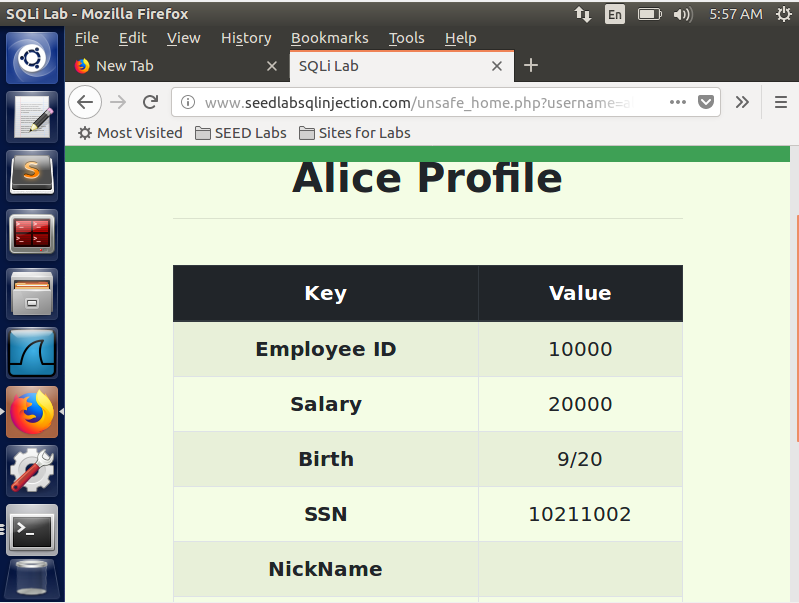 SQLi Lab - Mozilla Firefox
En
5:57 AM
File Edit View History Bookmarks Tools Help
New Tab
SQLi Lab
www.seedlabsqlinjection.com/unsafe_home.php?username=a
Most Visited SEED Labs Sites for Labs
Alice Profile
Key Value
Employee ID 10000
Salary 20000
Birth 9/20
SSN 10211002
NickName